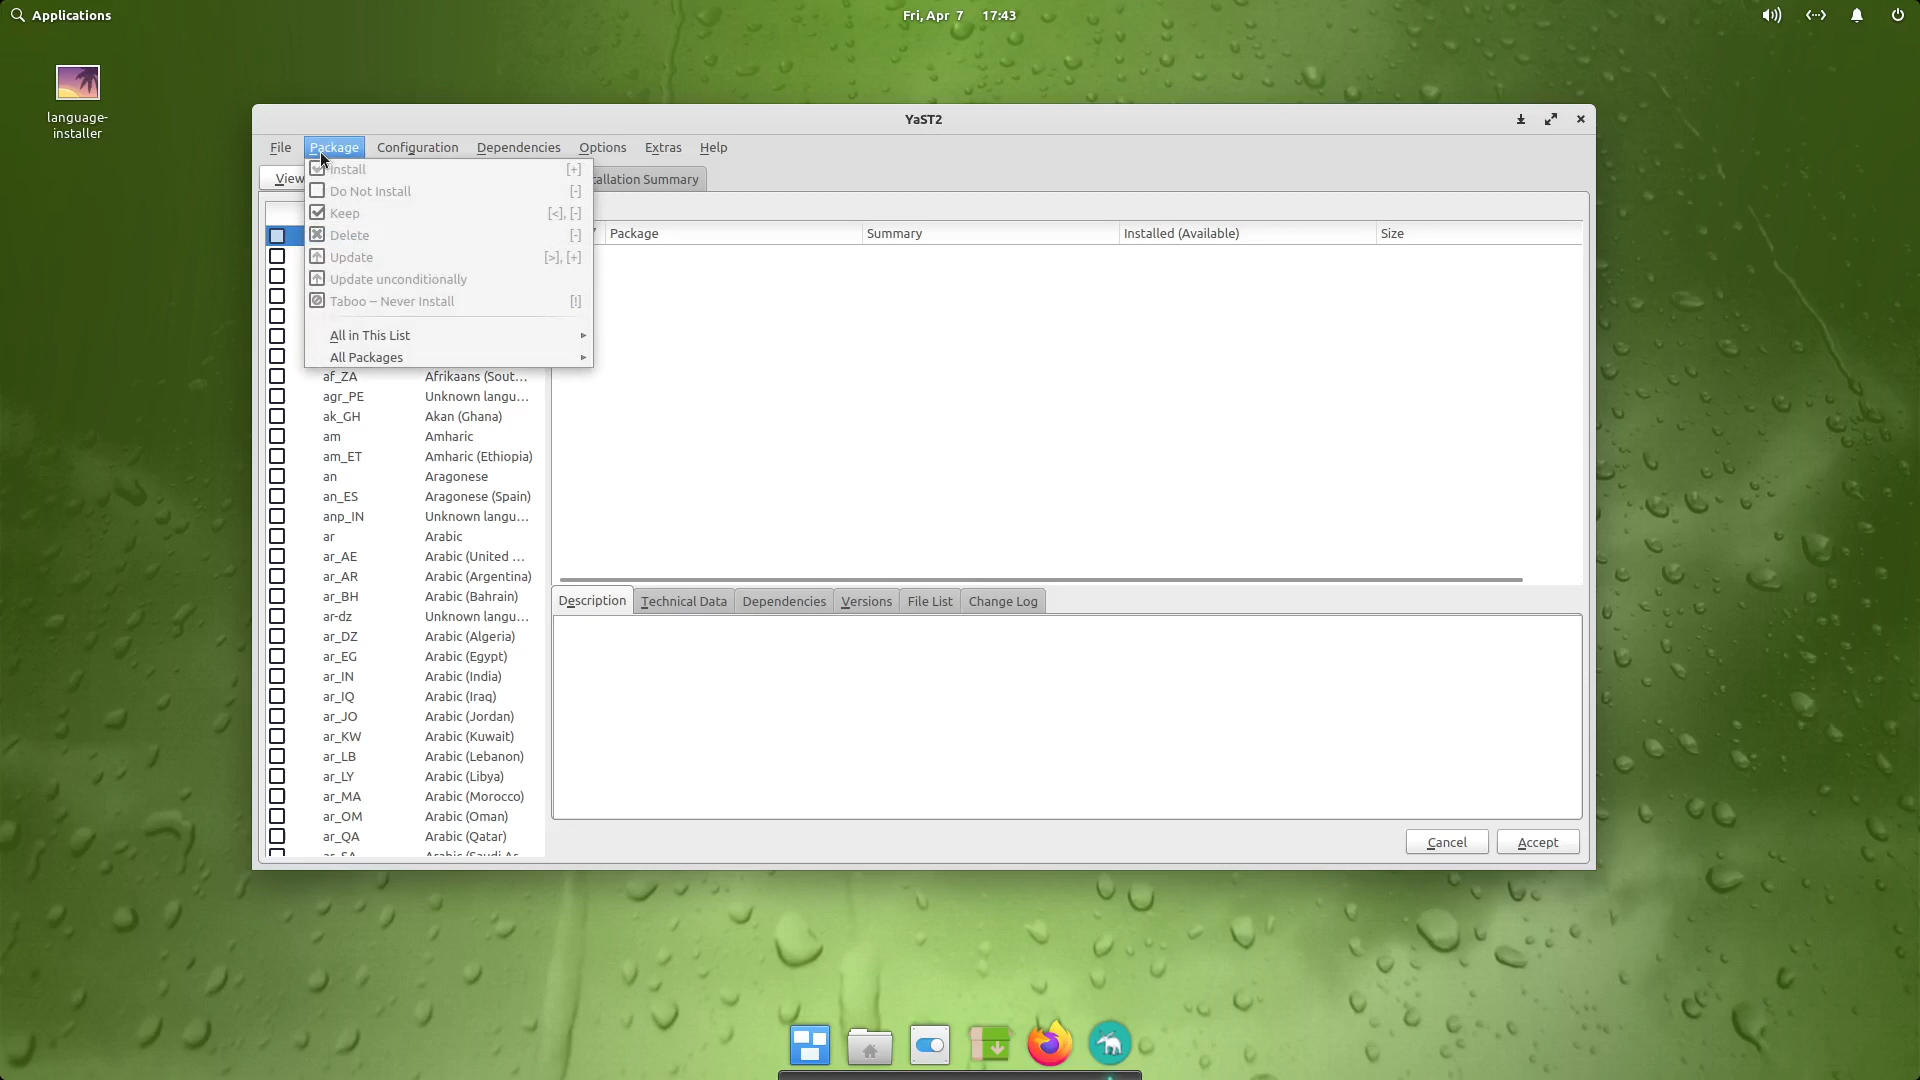 Applications
Fri, Apr 7 17:43
language-
installer
YaST2
File Package Configuration Dependencies Options Extras Help
View
allation Summary
Install [+]
Do Not Install [-]
Keep [<], [-]
Delete [-]
Update [>], [+]
Update unconditionally
Taboo – Never Install [!]
All in This List
All Packages
Package Summary Installed (Available) Size
af_ZA Afrikaans (Sout...
agr_PE Unknown langu...
ak_GH Akan (Ghana)
am Amharic
am_ET Amharic (Ethiopia)
an Aragonese
an_ES Aragonese (Spain)
anp_IN Unknown langu...
ar Arabic
ar_AE Arabic (United ...
ar_AR Arabic (Argentina)
ar_BH Arabic (Bahrain)
ar-dz Unknown langu...
ar_DZ Arabic (Algeria)
ar_EG Arabic (Egypt)
ar_IN Arabic (India)
ar_IQ Arabic (Iraq)
ar_JO Arabic (Jordan)
ar_KW Arabic (Kuwait)
ar_LB Arabic (Lebanon)
ar_LY Arabic (Libya)
ar_MA Arabic (Morocco)
ar_OM Arabic (Oman)
ar_QA Arabic (Qatar)
ar_SA Arabic (Saudi Ar...
Description Technical Data Dependencies Versions File List Change Log
Cancel Accept